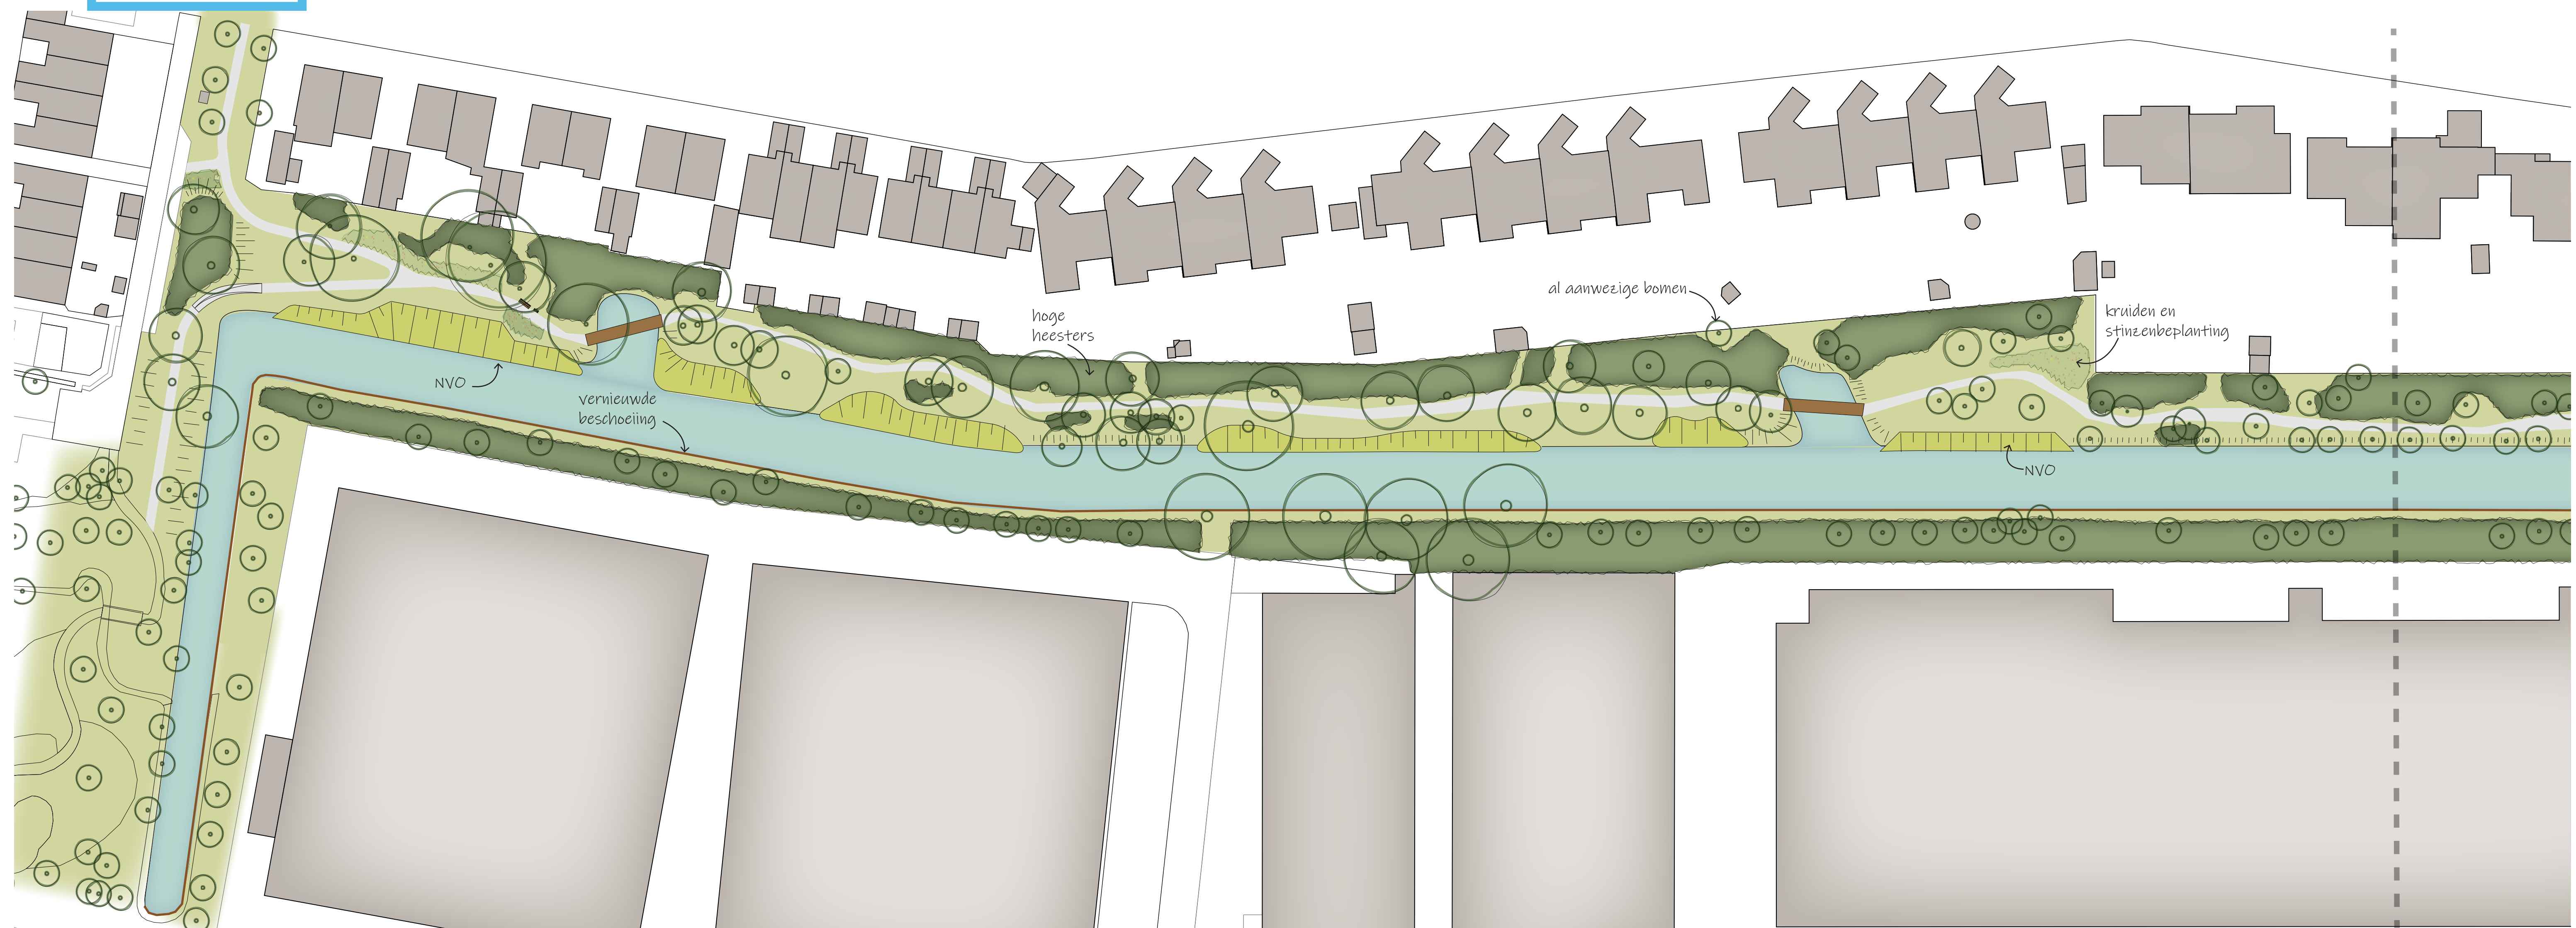 al aanwezige bomen
hoge
heesters
kruiden en
stinzenbeplanting
NVO
vernieuwde
beschoeiing
NVO